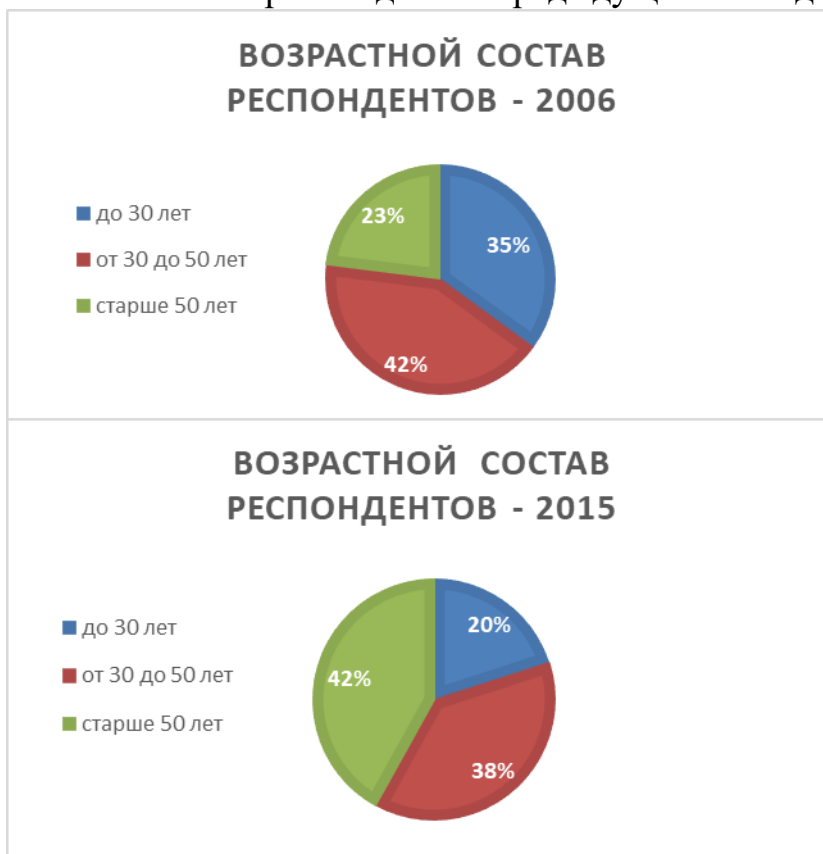 ВОЗРАСТНОЙ СОСТАВ
РЕСПОНДЕНТОВ - 2006
до 30 лет
от 30 до 50 лет
старше 50 лет
23%
35%
42%
ВОЗРАСТНОЙ СОСТАВ
РЕСПОНДЕНТОВ - 2015
до 30 лет
от 30 до 50 лет
старше 50 лет
20%
42%
38%